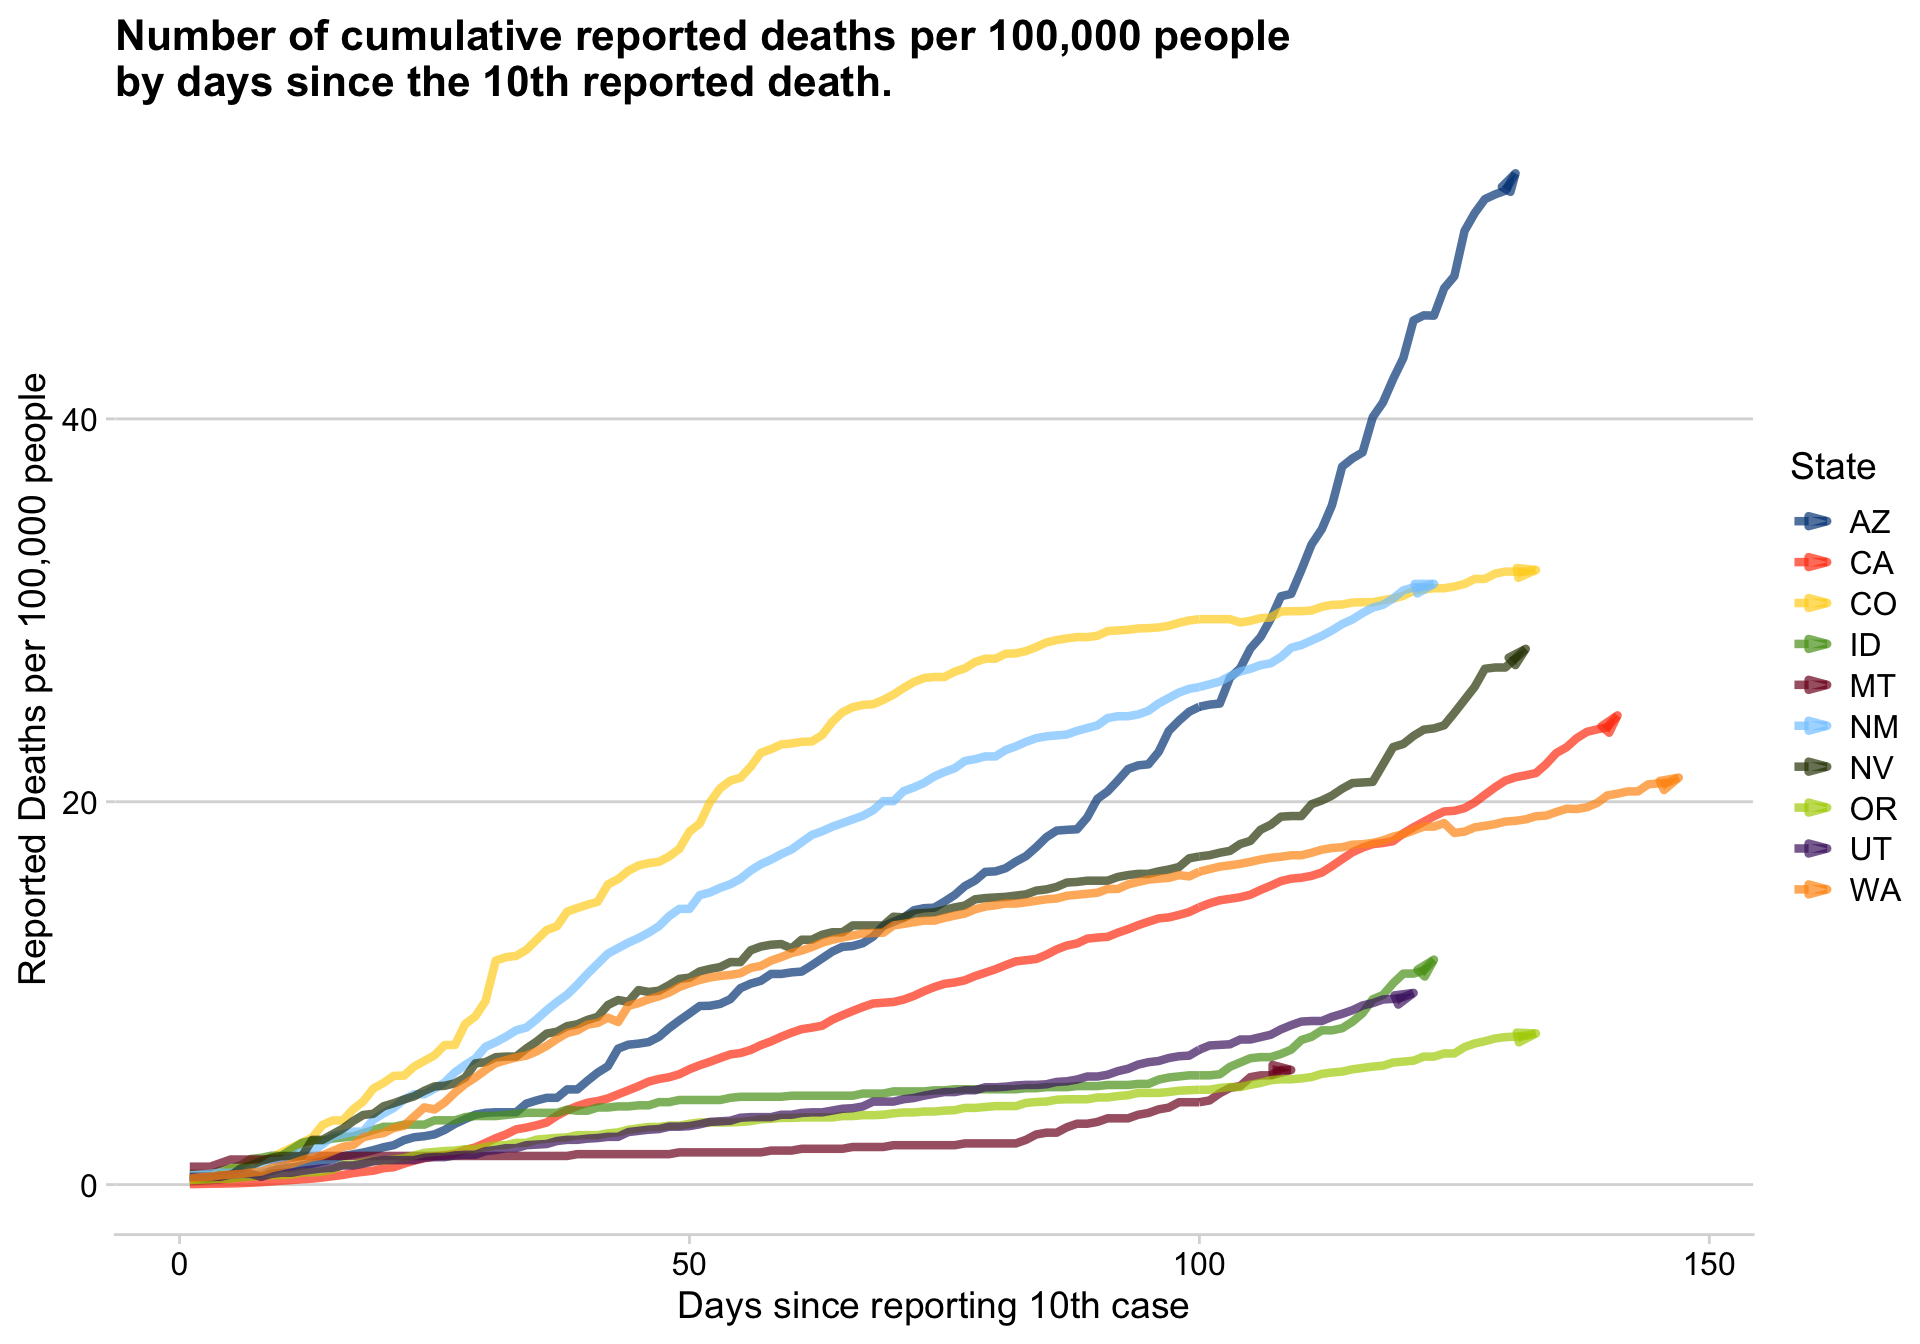 Number of cumulative reported deaths per 100,000 people
by days since the 10th reported death.
Reported Deaths per 100,000 people
40
20
0
0
50
100
150
Days since reporting 10th case
State
AZ
CA
CO
ID
MT
NM
NV
OR
UT
WA